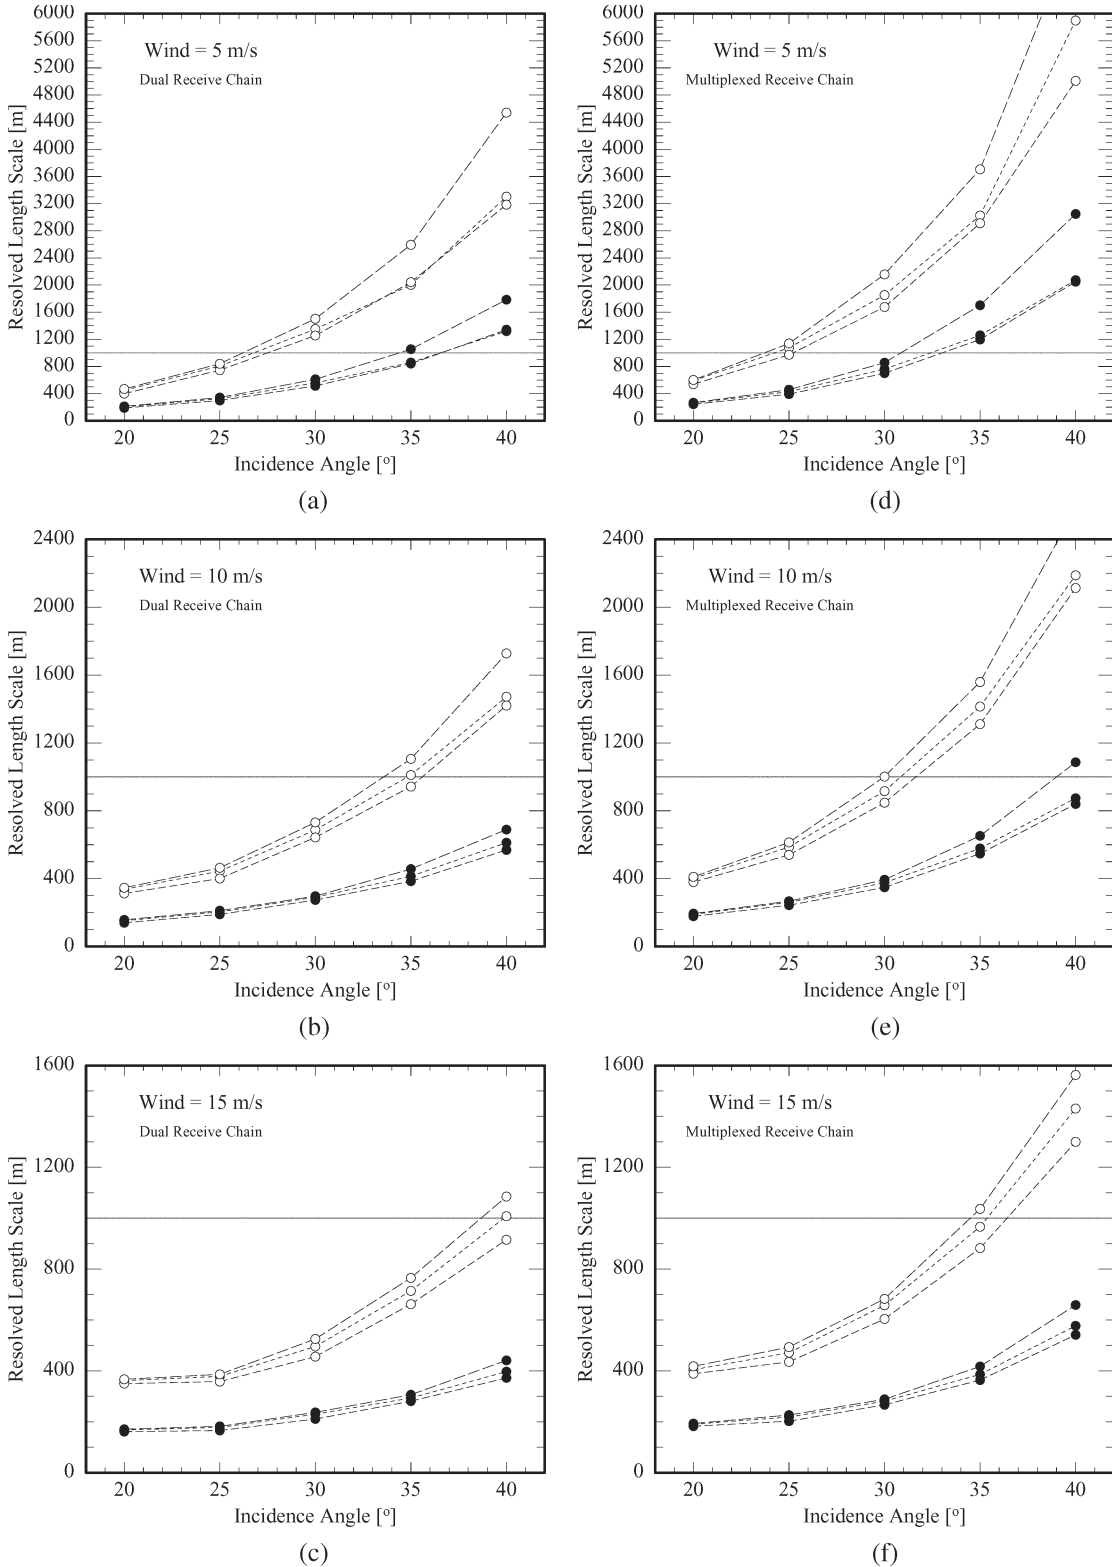 6000
5600
5200
4800
4400
4000
3600
3200
2800
2400
2000
1600
1200
800
400
0
Resolved Length Scale [m]
Wind = 5 m/s
Dual Receive Chain
20 25 30 35 40
Incidence Angle [º]
(a)
6000
5600
5200
4800
4400
4000
3600
3200
2800
2400
2000
1600
1200
800
400
0
Resolved Length Scale [m]
Wind = 5 m/s
Multiplexed Receive Chain
20 25 30 35 40
Incidence Angle [º]
(d)
2400
2000
1600
1200
800
400
0
Resolved Length Scale [m]
Wind = 10 m/s
Dual Receive Chain
20 25 30 35 40
Incidence Angle [º]
(b)
2400
2000
1600
1200
800
400
0
Resolved Length Scale [m]
Wind = 10 m/s
Multiplexed Receive Chain
20 25 30 35 40
Incidence Angle [º]
(e)
1600
1200
800
400
0
Resolved Length Scale [m]
Wind = 15 m/s
Dual Receive Chain
20 25 30 35 40
Incidence Angle [º]
(c)
1600
1200
800
400
0
Resolved Length Scale [m]
Wind = 15 m/s
Multiplexed Receive Chain
20 25 30 35 40
Incidence Angle [º]
(f)